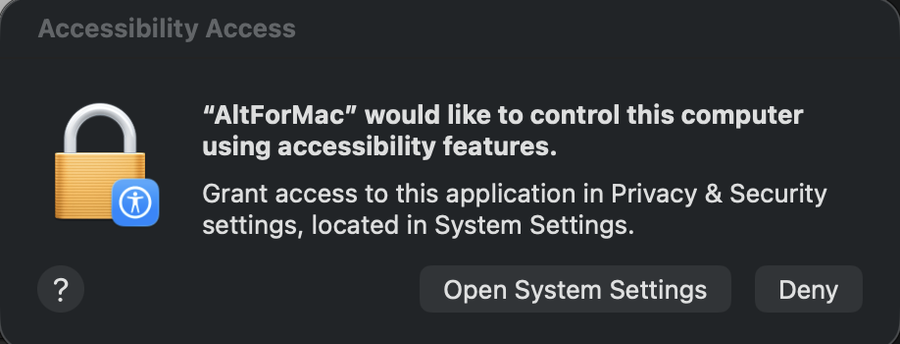 Accessibility Access
“AltForMac” would like to control this computer
using accessibility features.
Grant access to this application in Privacy & Security
settings, located in System Settings.
?
Open System Settings
Deny